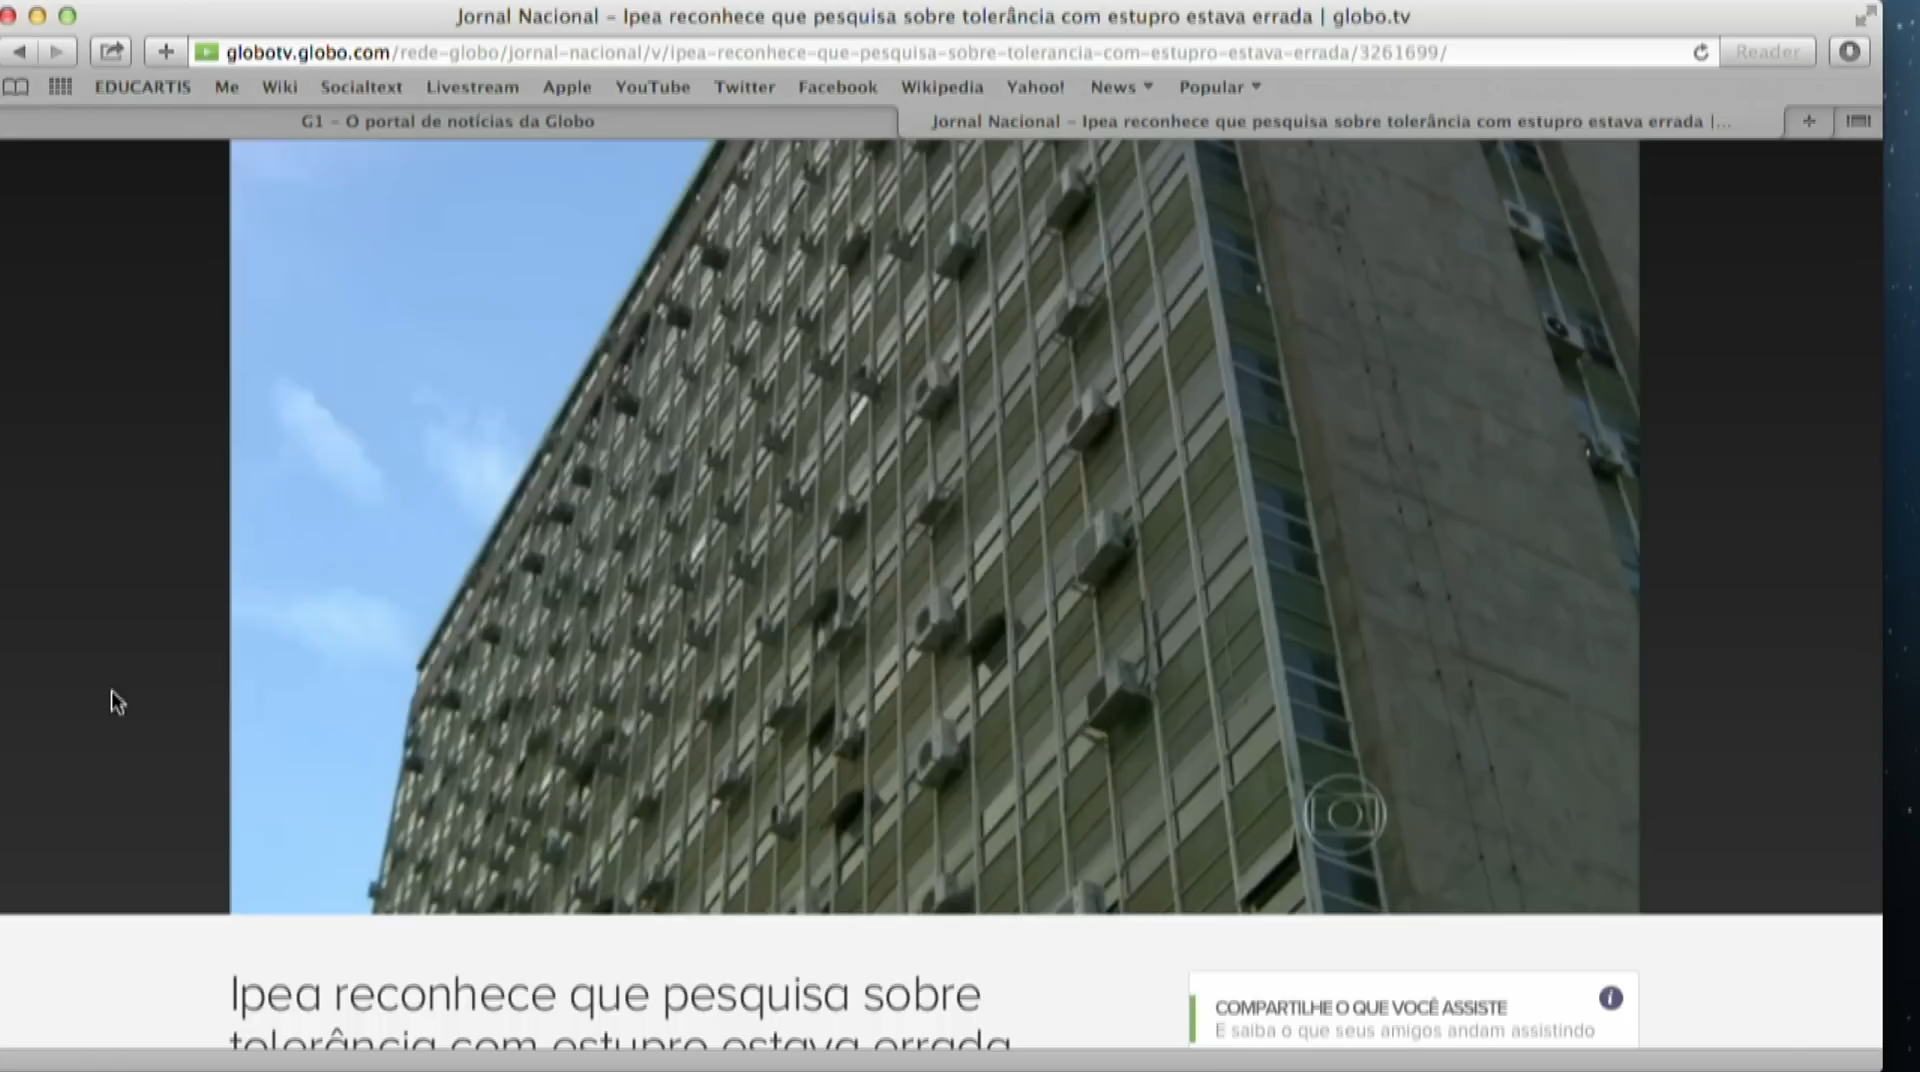 Jornal Nacional – Ipea reconhece que pesquisa sobre tolerância com estupro estava errada | globo.tv
globotv.globo.com/rede-globo/jornal-nacional/v/ipea-reconhece-que-pesquisa-sobre-tolerancia-com-estupro-estava-errada/3261699/
Reader
EDUCARTIS Me Wiki Socialtext Livestream Apple YouTube Twitter Facebook Wikipedia Yahoo! News Popular
G1 – O portal de notícias da Globo
Jornal Nacional – Ipea reconhece que pesquisa sobre tolerância com estupro estava errada |...
Ipea reconhece que pesquisa sobre
tolerância com estupro estava errada
COMPARTILHE O QUE VOCÊ ASSISTE
E saiba o que seus amigos andam assistindo